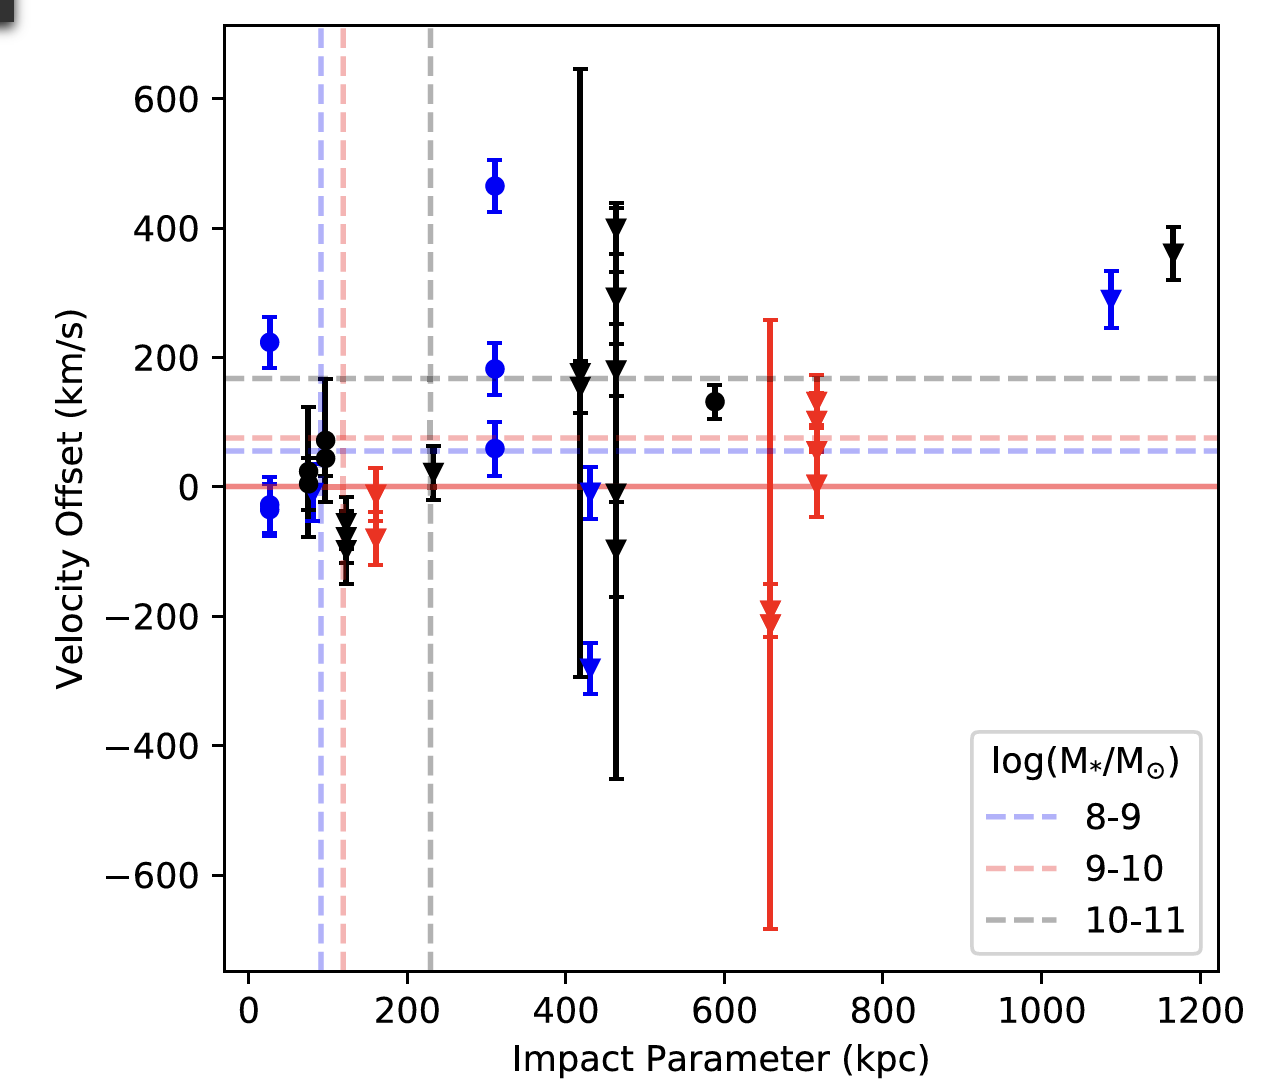 600
400
200
0
−200
−400
−600
Velocity Offset (km/s)
log(M*/M⊙)
8-9
9-10
10-11
0 200 400 600 800 1000 1200
Impact Parameter (kpc)